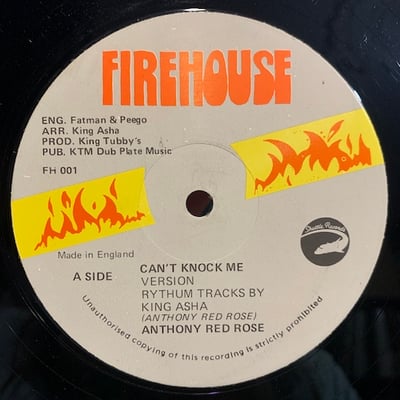 FIREHOUSE
ENG. Fatman & Peego
ARR. King Asha
PROD. King Tubby's
PUB. KTM Dub Plate Music
FH 001
Shuttle Records
Made in England
A SIDE
CAN'T KNOCK ME
VERSION
RYTHUM TRACKS BY
KING ASHA
(ANTHONY RED ROSE)
ANTHONY RED ROSE
Unauthorised copying of this recording is strictly prohibited